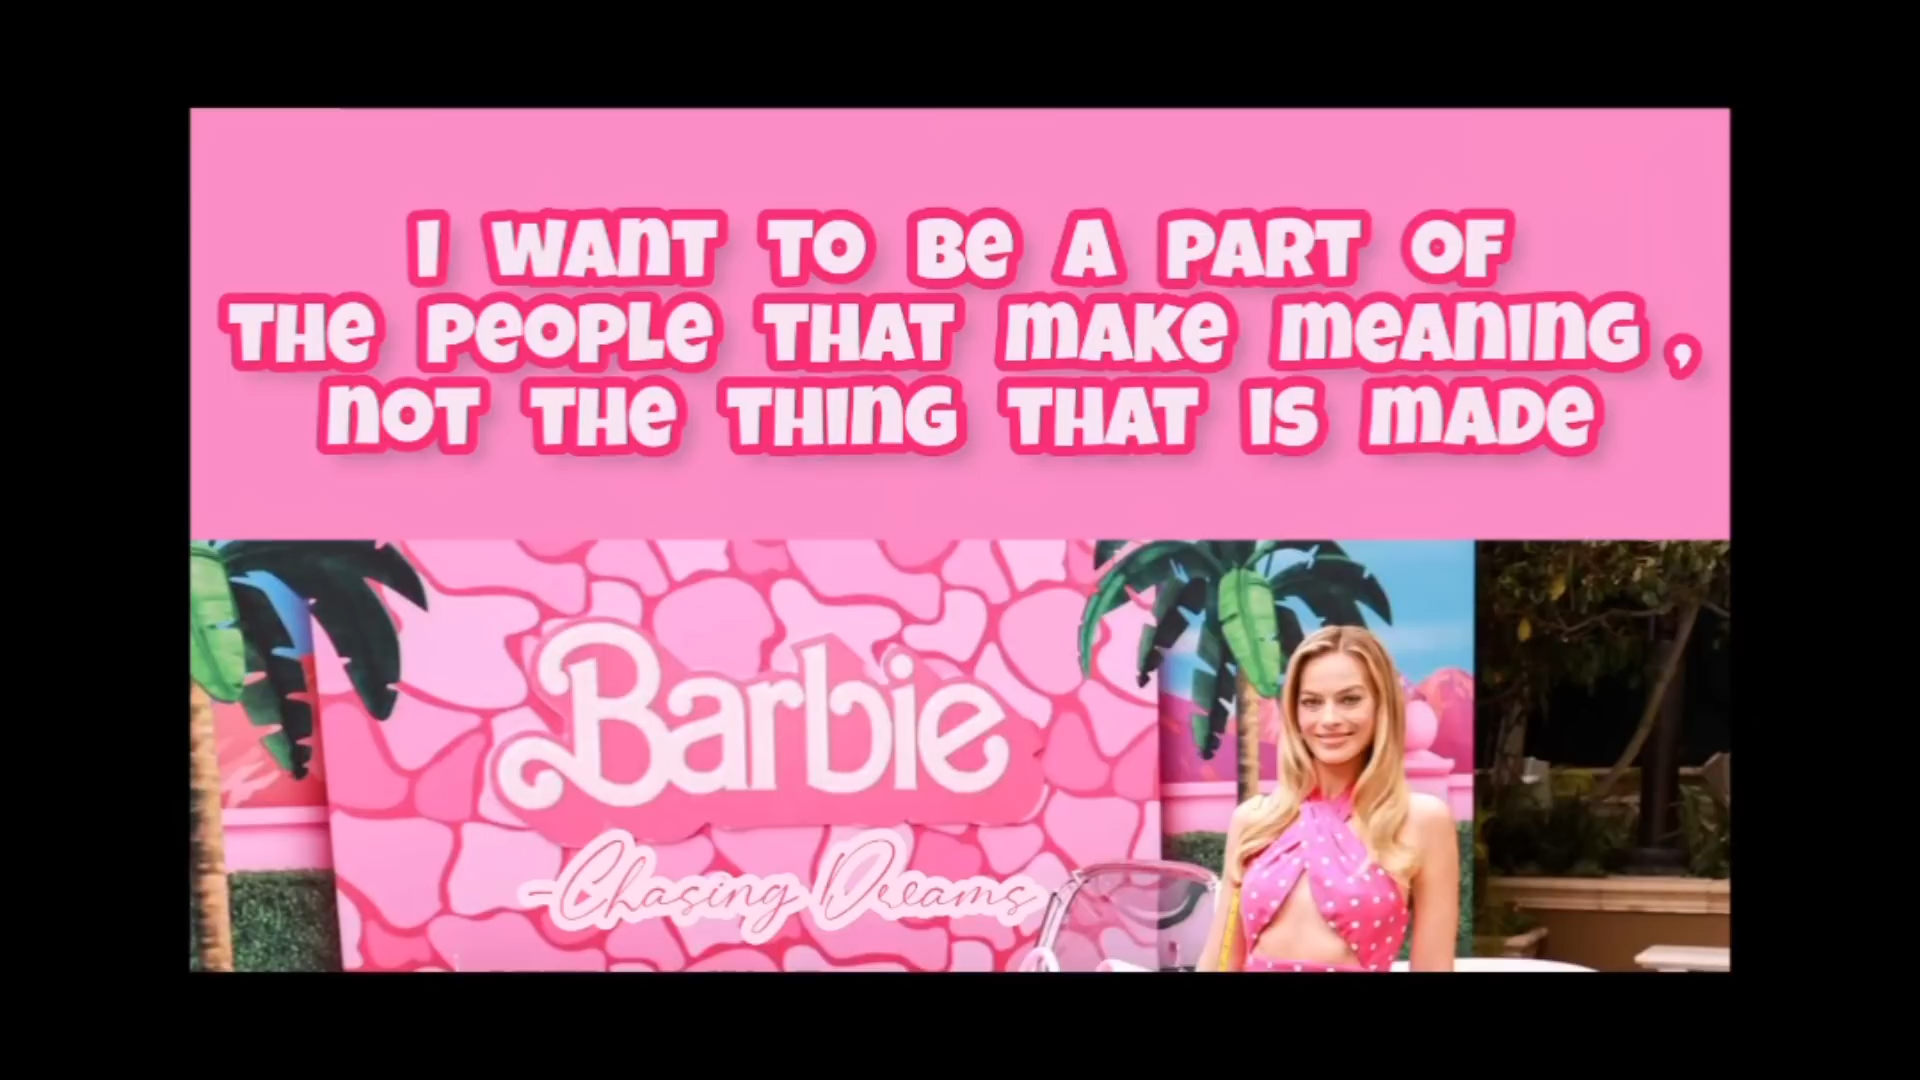 I WANT TO BE A PART OF
THE PEOPLE THAT MAKE MEANING ,
NOT THE THING THAT IS MADE
Barbie
-Chasing Dreams